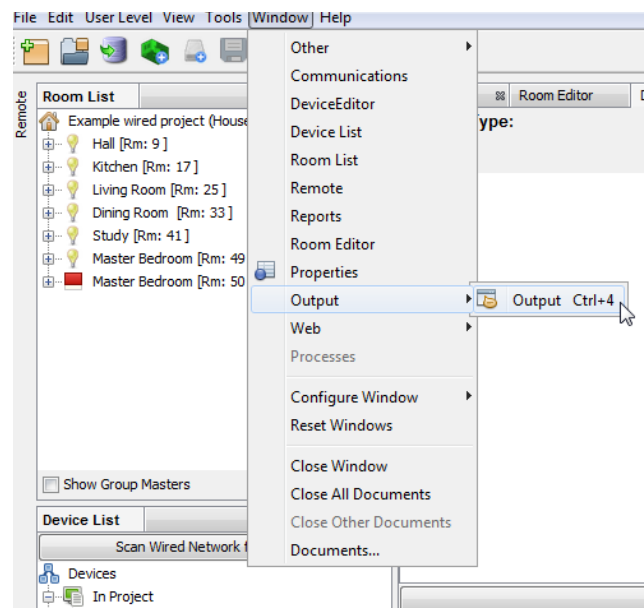 File Edit User Level View Tools Window Help
Remote
Room List
Example wired project (House
Hall [Rm: 9 ]
Kitchen [Rm: 17 ]
Living Room [Rm: 25 ]
Dining Room [Rm: 33 ]
Study [Rm: 41 ]
Master Bedroom [Rm: 49
Master Bedroom [Rm: 50
Show Group Masters
Device List
Scan Wired Network f
Devices
In Project
Other
Communications
DeviceEditor
Device List
Room List
Remote
Reports
Room Editor
Properties
Output
Web
Processes
Configure Window
Reset Windows
Close Window
Close All Documents
Close Other Documents
Documents...
Output Ctrl+4
Room Editor
Type: